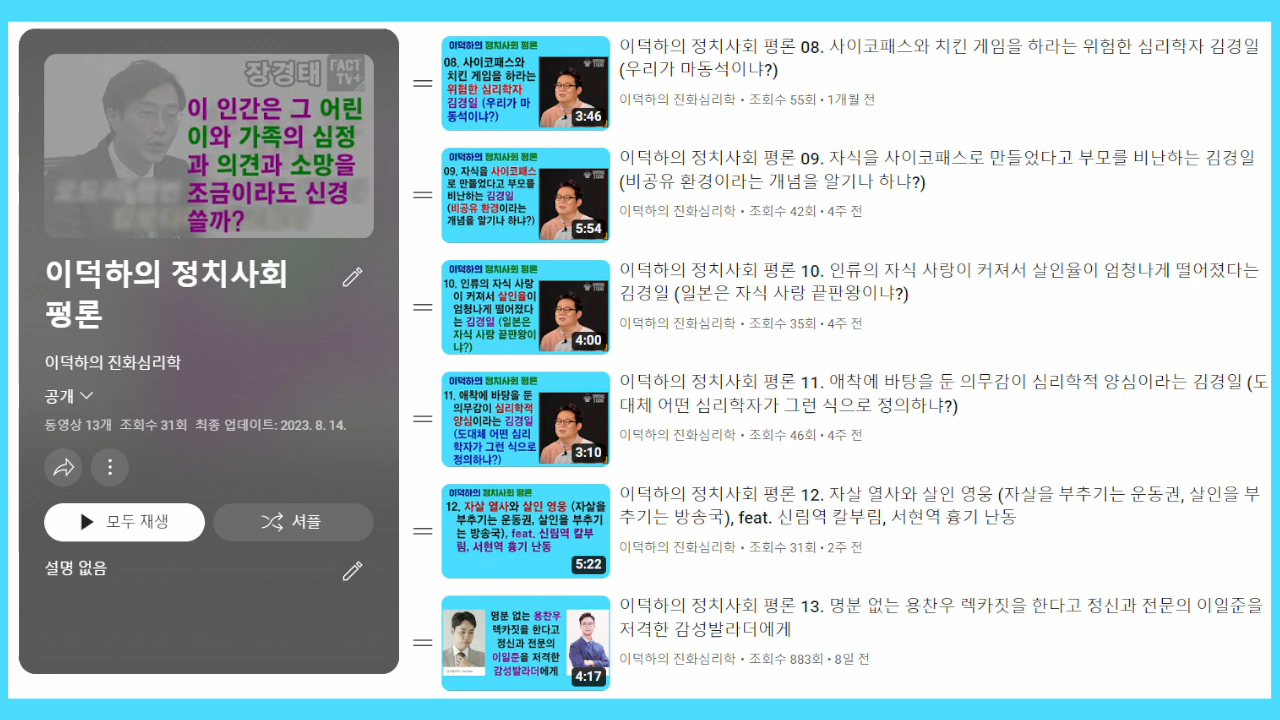 장경태
FACT
TV+
이 인간은 그 어린
이와 가족의 심정
과 의견과 소망을
조금이라도 신경
쓸까?
이덕하의 정치사회
평론
이덕하의 진화심리학
공개
동영상 13개 조회수 31회 최종 업데이트: 2023. 8. 14.
모두 재생
셔플
설명 없음
이덕하의 정치사회 평론
08. 사이코패스와
치킨 게임을 하라는
위험한 심리학자
김경일 (우리가 마
동석이냐?)
3:46
이덕하의 정치사회 평론 08. 사이코패스와 치킨 게임을 하라는 위험한 심리학자 김경일
(우리가 마동석이냐?)
이덕하의 진화심리학 • 조회수 55회 • 1개월 전
이덕하의 정치사회 평론
09. 자식을 사이코패스
로 만들었다고 부모를
비난하는 김경일
(비공유 환경이라는
개념을 알기나 하냐?)
5:54
이덕하의 정치사회 평론 09. 자식을 사이코패스로 만들었다고 부모를 비난하는 김경일
(비공유 환경이라는 개념을 알기나 하냐?)
이덕하의 진화심리학 • 조회수 42회 • 4주 전
이덕하의 정치사회 평론
10. 인류의 자식 사랑
이 커져서 살인율이
엄청나게 떨어졌다
는 김경일 (일본은
자식 사랑 끝판왕이
냐?)
4:00
이덕하의 정치사회 평론 10. 인류의 자식 사랑이 커져서 살인율이 엄청나게 떨어졌다는
김경일 (일본은 자식 사랑 끝판왕이냐?)
이덕하의 진화심리학 • 조회수 35회 • 4주 전
이덕하의 정치사회 평론
11. 애착에 바탕을 둔
의무감이 심리학적
양심이라는 김경일
(도대체 어떤 심리
학자가 그런 식으로
정의하냐?)
3:10
이덕하의 정치사회 평론 11. 애착에 바탕을 둔 의무감이 심리학적 양심이라는 김경일 (도
대체 어떤 심리학자가 그런 식으로 정의하냐?)
이덕하의 진화심리학 • 조회수 46회 • 4주 전
이덕하의 정치사회 평론
12. 자살 열사와 살인 영웅 (자살을
부추기는 운동권, 살인을 부추기
는 방송국), feat. 신림역 칼부
림, 서현역 흉기 난동
5:22
이덕하의 정치사회 평론 12. 자살 열사와 살인 영웅 (자살을 부추기는 운동권, 살인을 부
추기는 방송국), feat. 신림역 칼부림, 서현역 흉기 난동
이덕하의 진화심리학 • 조회수 31회 • 2주 전
명분 없는 용찬우
렉카짓을 한다고
정신과 전문의
이일준을 저격한
감성발라더에게
4:17
이덕하의 정치사회 평론 13. 명분 없는 용찬우 렉카짓을 한다고 정신과 전문의 이일준을
저격한 감성발라더에게
이덕하의 진화심리학 • 조회수 883회 • 8일 전